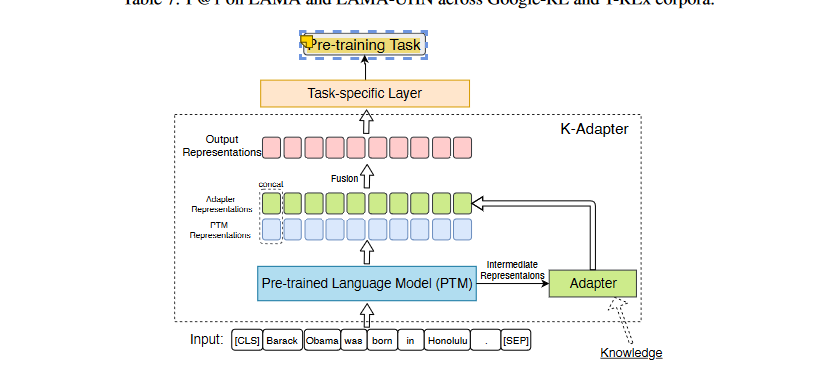 Table 7: P@1 on LAMA and LAMA-UHN across Google-RE and T-REx corpora.
Pre-training Task
Task-specific Layer
K-Adapter
Output
Representations
Fusion
concat
Adapter
Representations
PTM
Representations
Pre-trained Language Model (PTM)
Intermediate
Representaions
Adapter
Input: [CLS] Barack Obama was born in Honolulu . [SEP]
Knowledge